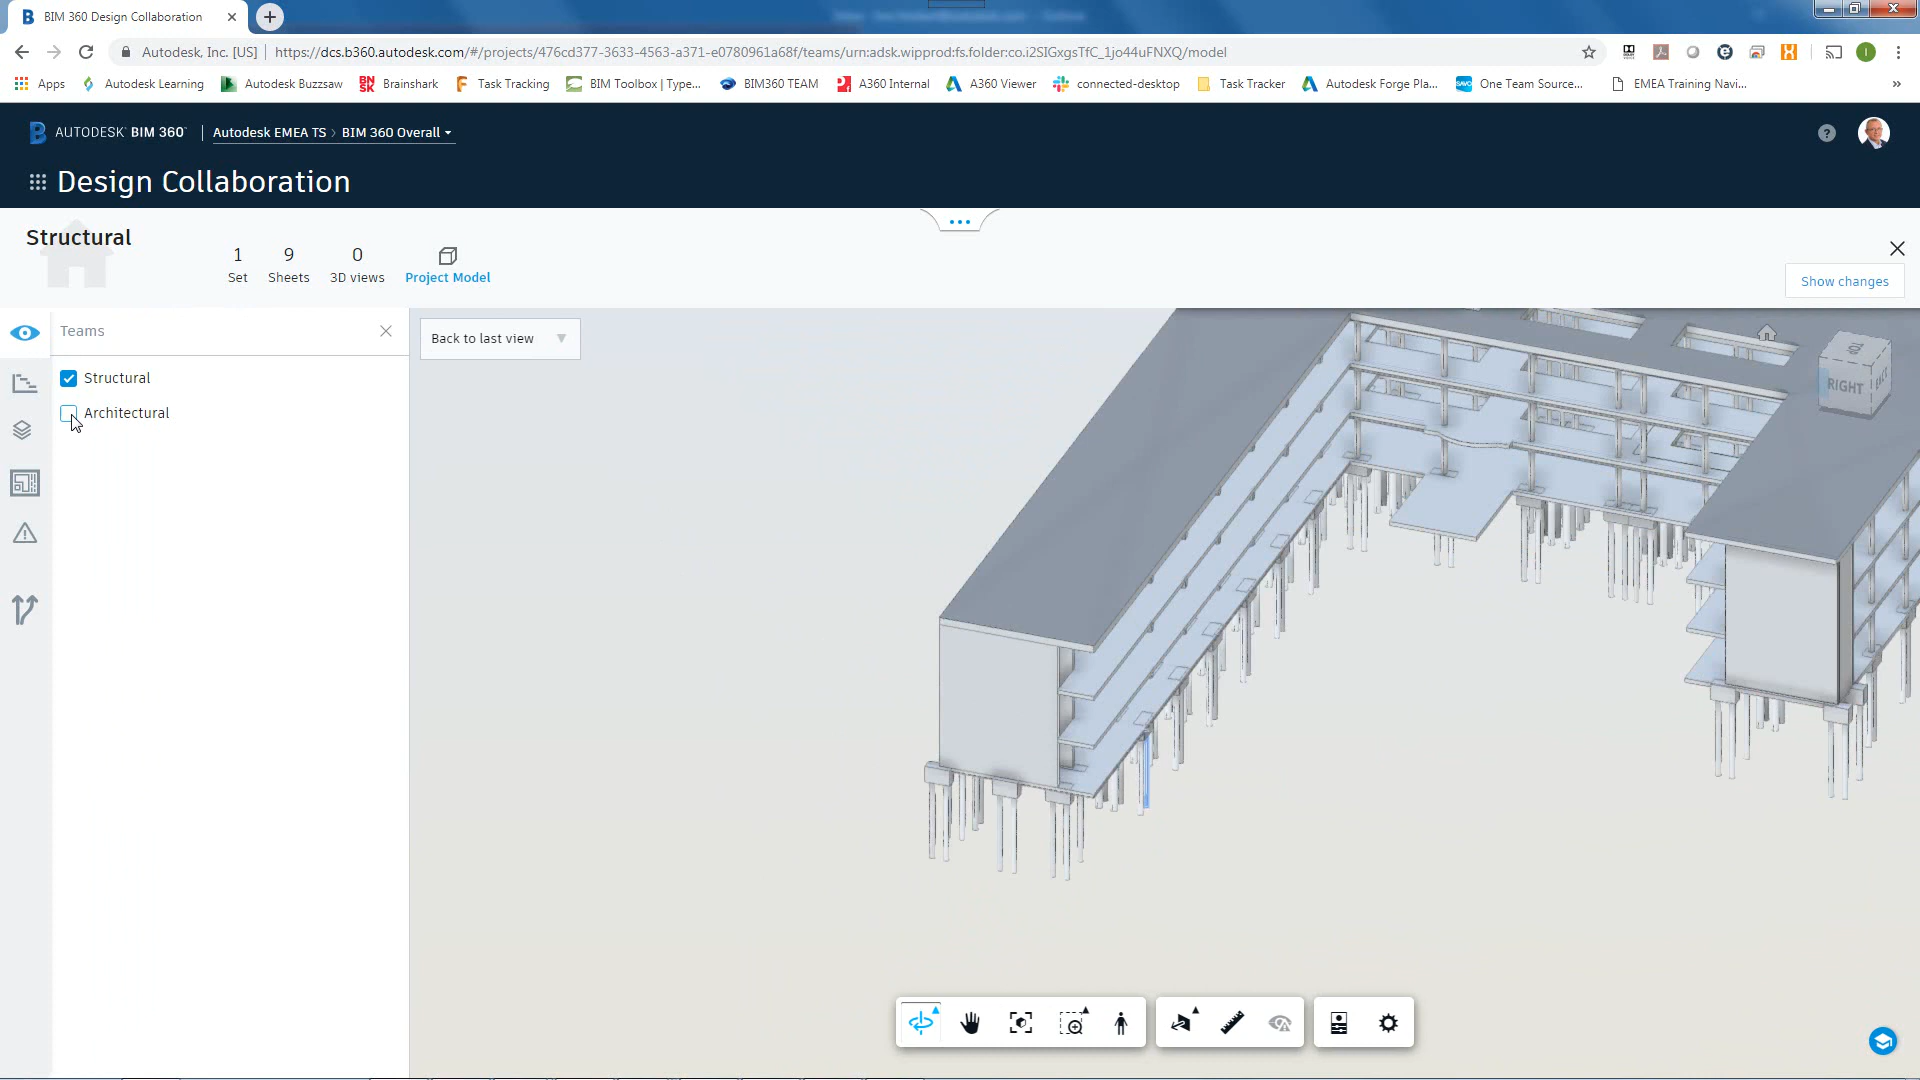 BIM 360 Design Collaboration
Autodesk, Inc. [US] | https://dcs.b360.autodesk.com/#/projects/476cd377-3633-4563-a371-e0780961a68f/teams/urn:adsk.wipprod:fs.folder:co.i2SIGxgsTfC_1jo44uFNXQ/model
Apps Autodesk Learning Autodesk Buzzsaw Brainshark Task Tracking BIM Toolbox | Type... BIM360 TEAM A360 Internal A360 Viewer connected-desktop Task Tracker Autodesk Forge Pla... One Team Source... EMEA Training Navi... »
AUTODESK® BIM 360™ Autodesk EMEA TS > BIM 360 Overall
Design Collaboration
Structural
1 9 0
Set Sheets 3D views Project Model
Show changes
Teams
Back to last view
Structural
Architectural
TOP
RIGHT